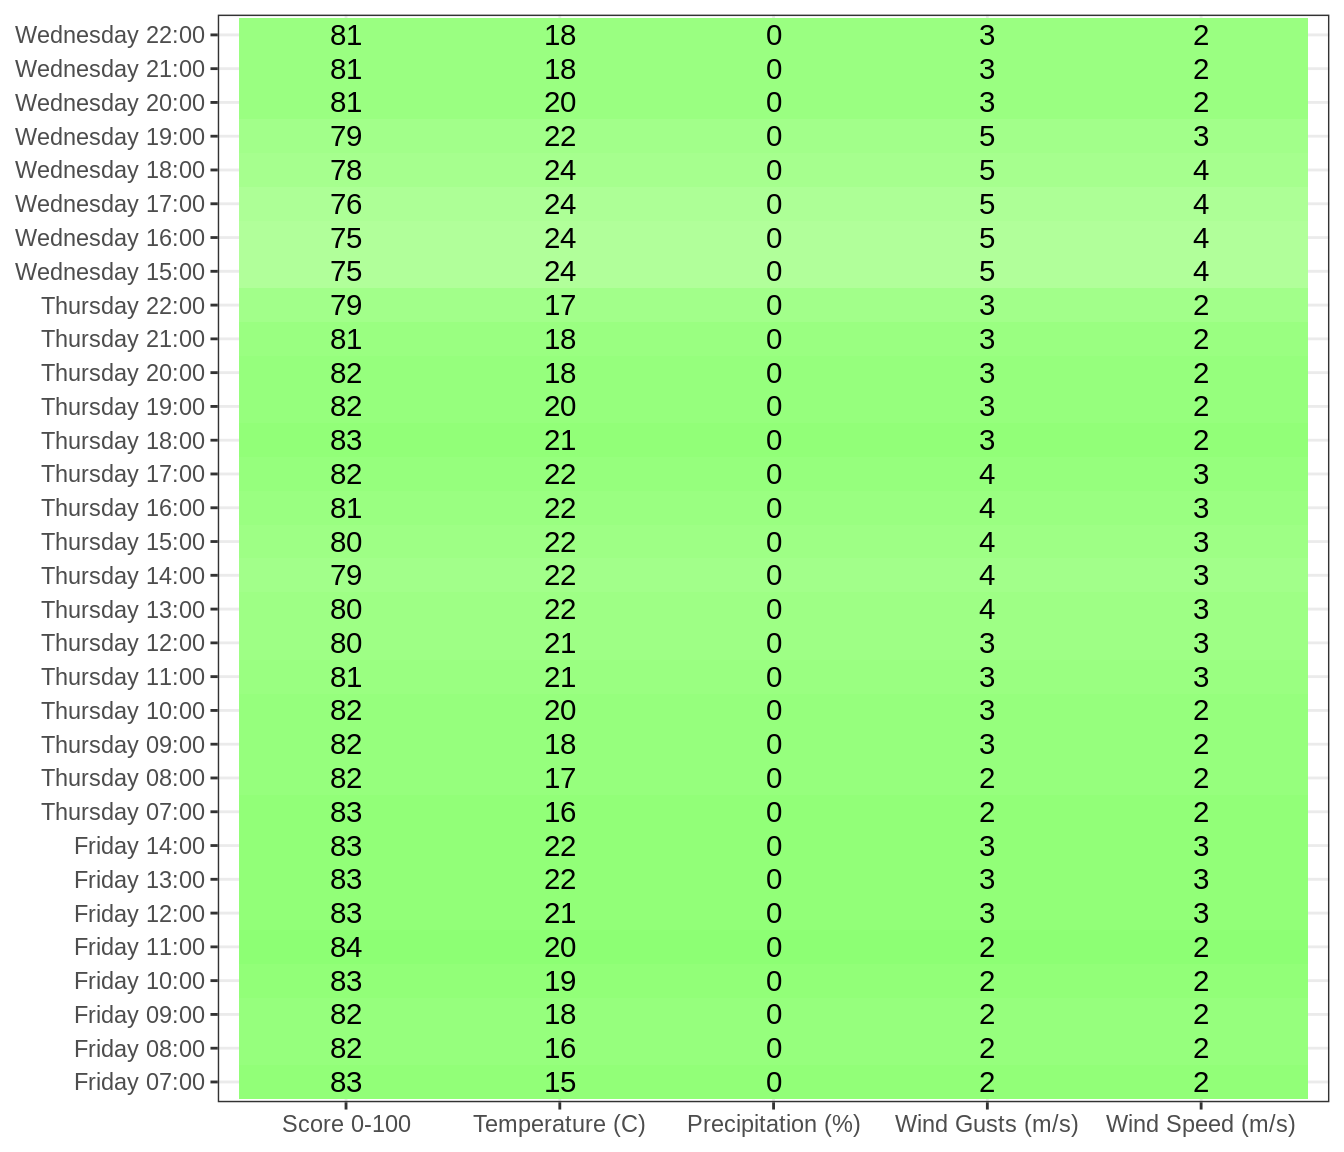 Wednesday 22:00 81 18 0 3 2
Wednesday 21:00 81 18 0 3 2
Wednesday 20:00 81 20 0 3 2
Wednesday 19:00 79 22 0 5 3
Wednesday 18:00 78 24 0 5 4
Wednesday 17:00 76 24 0 5 4
Wednesday 16:00 75 24 0 5 4
Wednesday 15:00 75 24 0 5 4
Thursday 22:00 79 17 0 3 2
Thursday 21:00 81 18 0 3 2
Thursday 20:00 82 18 0 3 2
Thursday 19:00 82 20 0 3 2
Thursday 18:00 83 21 0 3 2
Thursday 17:00 82 22 0 4 3
Thursday 16:00 81 22 0 4 3
Thursday 15:00 80 22 0 4 3
Thursday 14:00 79 22 0 4 3
Thursday 13:00 80 22 0 4 3
Thursday 12:00 80 21 0 3 3
Thursday 11:00 81 21 0 3 3
Thursday 10:00 82 20 0 3 2
Thursday 09:00 82 18 0 3 2
Thursday 08:00 82 17 0 2 2
Thursday 07:00 83 16 0 2 2
Friday 14:00 83 22 0 3 3
Friday 13:00 83 22 0 3 3
Friday 12:00 83 21 0 3 3
Friday 11:00 84 20 0 2 2
Friday 10:00 83 19 0 2 2
Friday 09:00 82 18 0 2 2
Friday 08:00 82 16 0 2 2
Friday 07:00 83 15 0 2 2
Score 0-100 Temperature (C) Precipitation (%) Wind Gusts (m/s) Wind Speed (m/s)